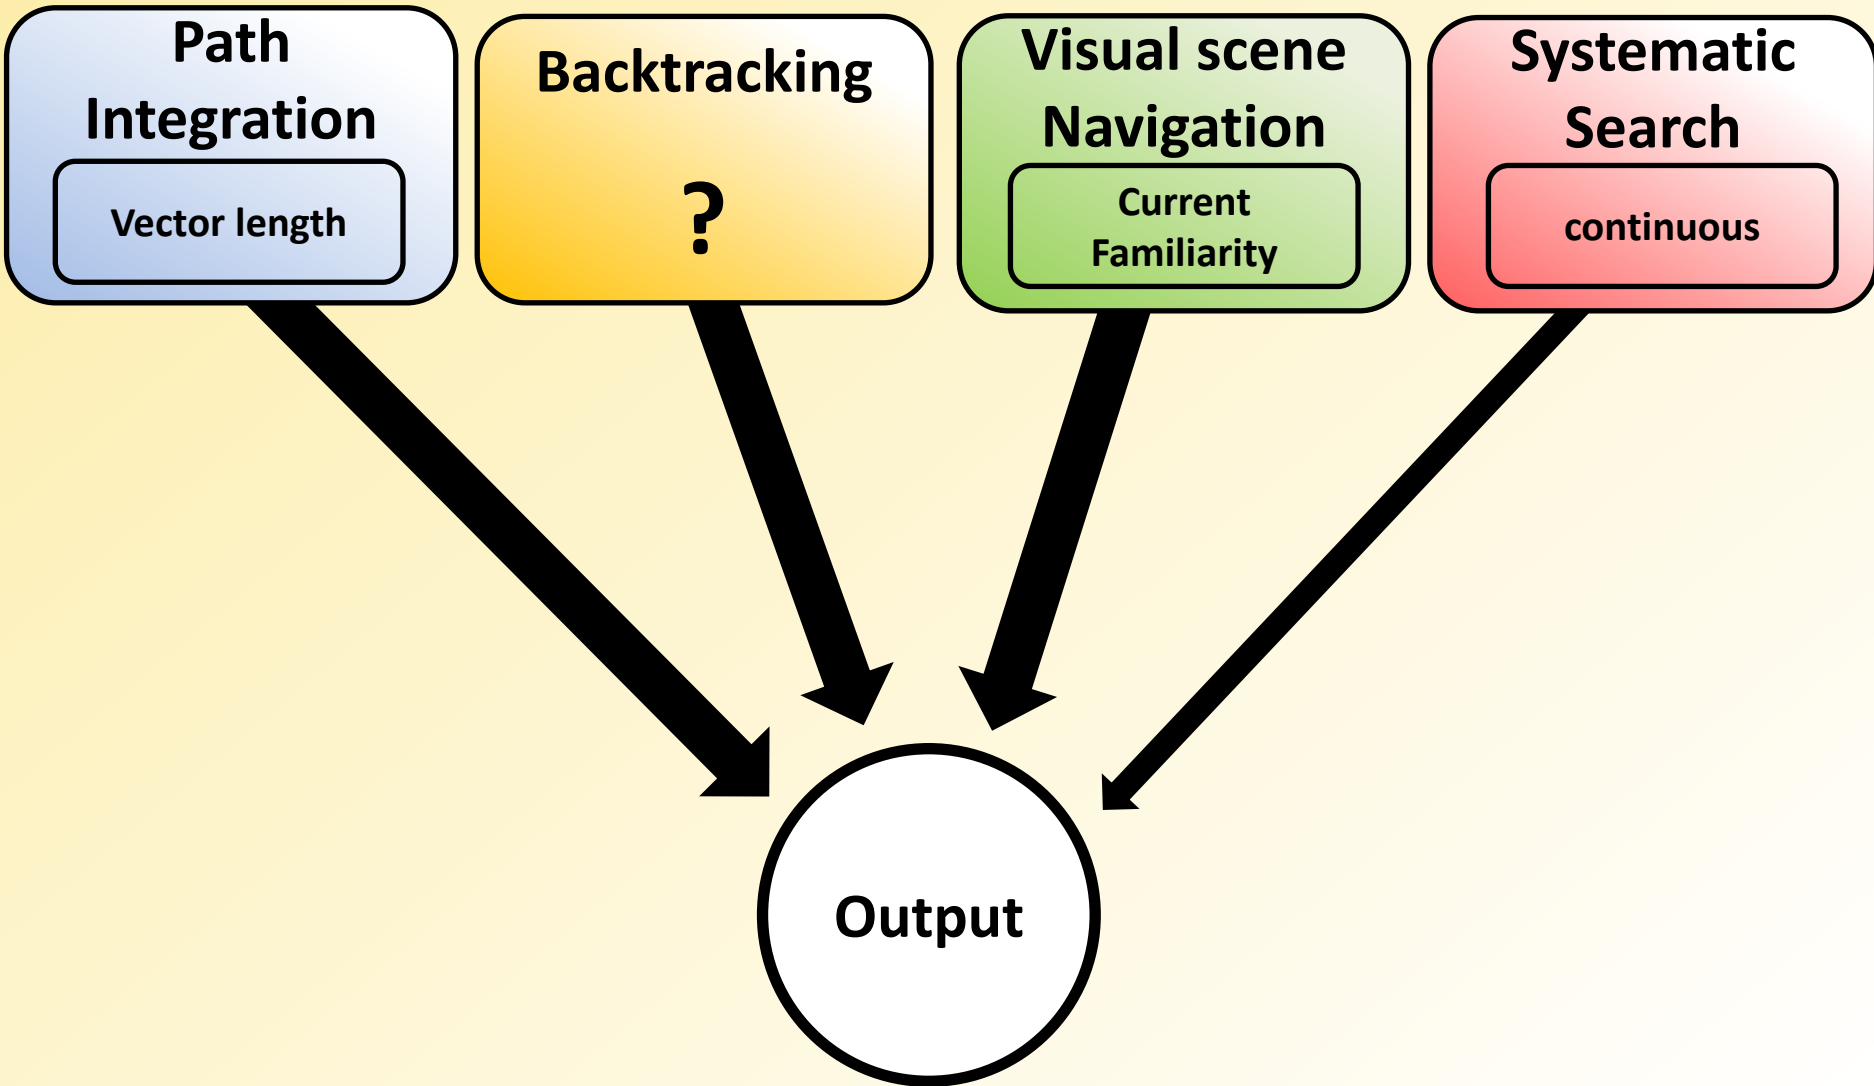 Path
Integration
Vector length
Backtracking
?
Visual scene
Navigation
Current
Familiarity
Systematic
Search
continuous
Output